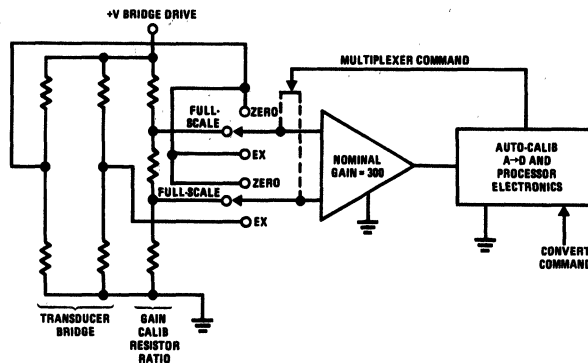 +V BRIDGE DRIVE
MULTIPLEXER COMMAND
FULL-
SCALE
ZERO
EX
ZERO
FULL-SCALE
EX
NOMINAL
GAIN = 300
AUTO-CALIB
A→D AND
PROCESSOR
ELECTRONICS
CONVERT
COMMAND
TRANSDUCER
BRIDGE
GAIN
CALIB
RESISTOR
RATIO